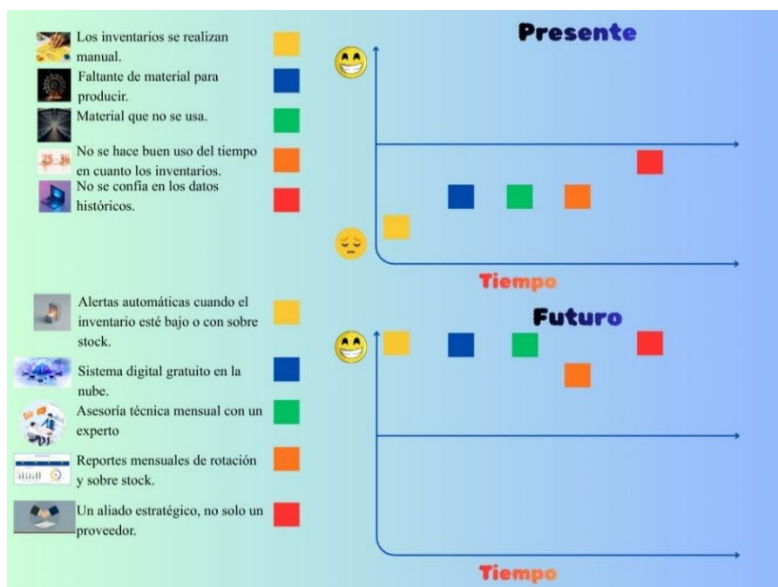 Los inventarios se realizan
manual.
Faltante de material para
producir.
Material que no se usa.
25 - 36
No se hace buen uso del tiempo
en cuanto los inventarios.
No se confía en los datos
históricos.
Presente
Tiempo
Alertas automáticas cuando el
inventario esté bajo o con sobre
stock.
Sistema digital gratuito en la
nube.
Asesoría técnica mensual con un
experto
Reportes mensuales de rotación
y sobre stock.
Un aliado estratégico, no solo un
proveedor.
Futuro
Tiempo